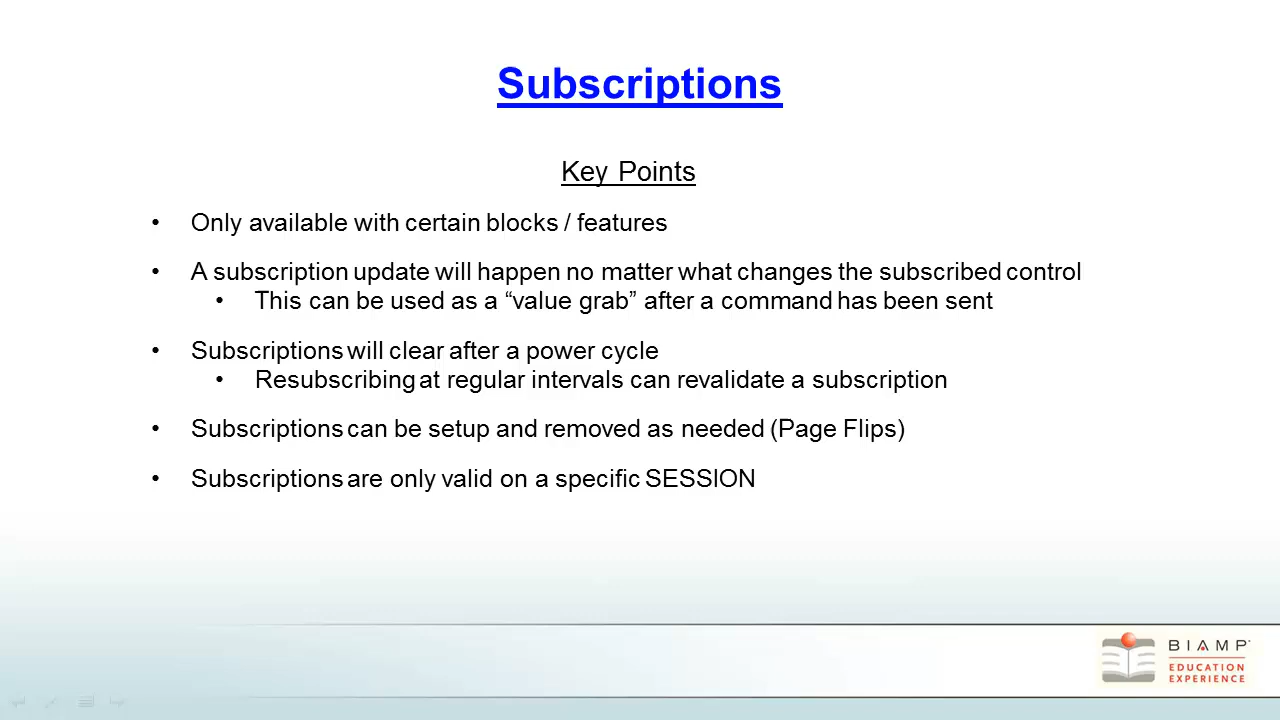 Subscriptions
Key Points
• Only available with certain blocks / features
• A subscription update will happen no matter what changes the subscribed control
• This can be used as a “value grab” after a command has been sent
• Subscriptions will clear after a power cycle
• Resubscribing at regular intervals can revalidate a subscription
• Subscriptions can be setup and removed as needed (Page Flips)
• Subscriptions are only valid on a specific SESSION
BIAMP
EDUCATION
EXPERIENCE